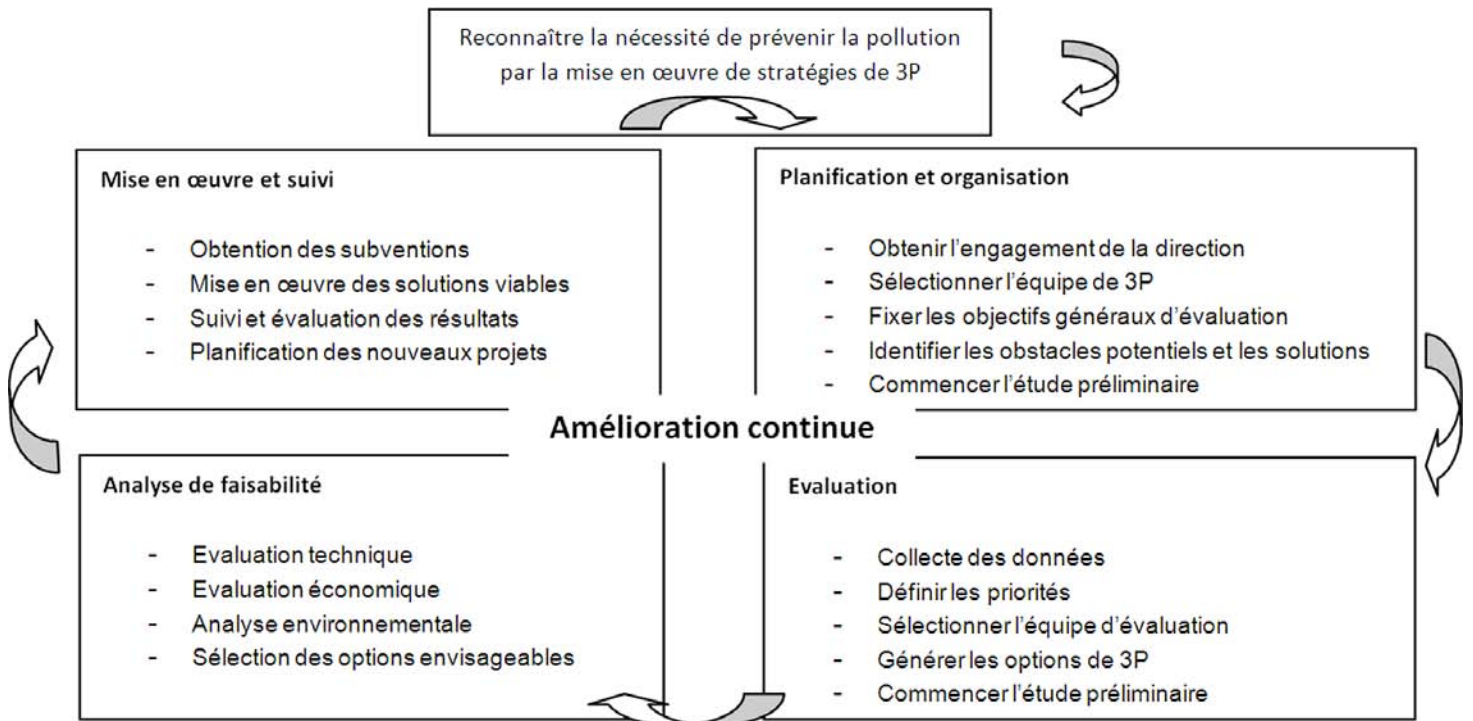 Reconnaître la nécessité de prévenir la pollution
par la mise en œuvre de stratégies de 3P
Mise en œuvre et suivi
- Obtention des subventions
- Mise en œuvre des solutions viables
- Suivi et évaluation des résultats
- Planification des nouveaux projets
Planification et organisation
- Obtenir l'engagement de la direction
- Sélectionner l'équipe de 3P
- Fixer les objectifs généraux d'évaluation
- Identifier les obstacles potentiels et les solutions
- Commencer l'étude préliminaire
Amélioration continue
Analyse de faisabilité
- Evaluation technique
- Evaluation économique
- Analyse environnementale
- Sélection des options envisageables
Evaluation
- Collecte des données
- Définir les priorités
- Sélectionner l'équipe d'évaluation
- Générer les options de 3P
- Commencer l'étude préliminaire